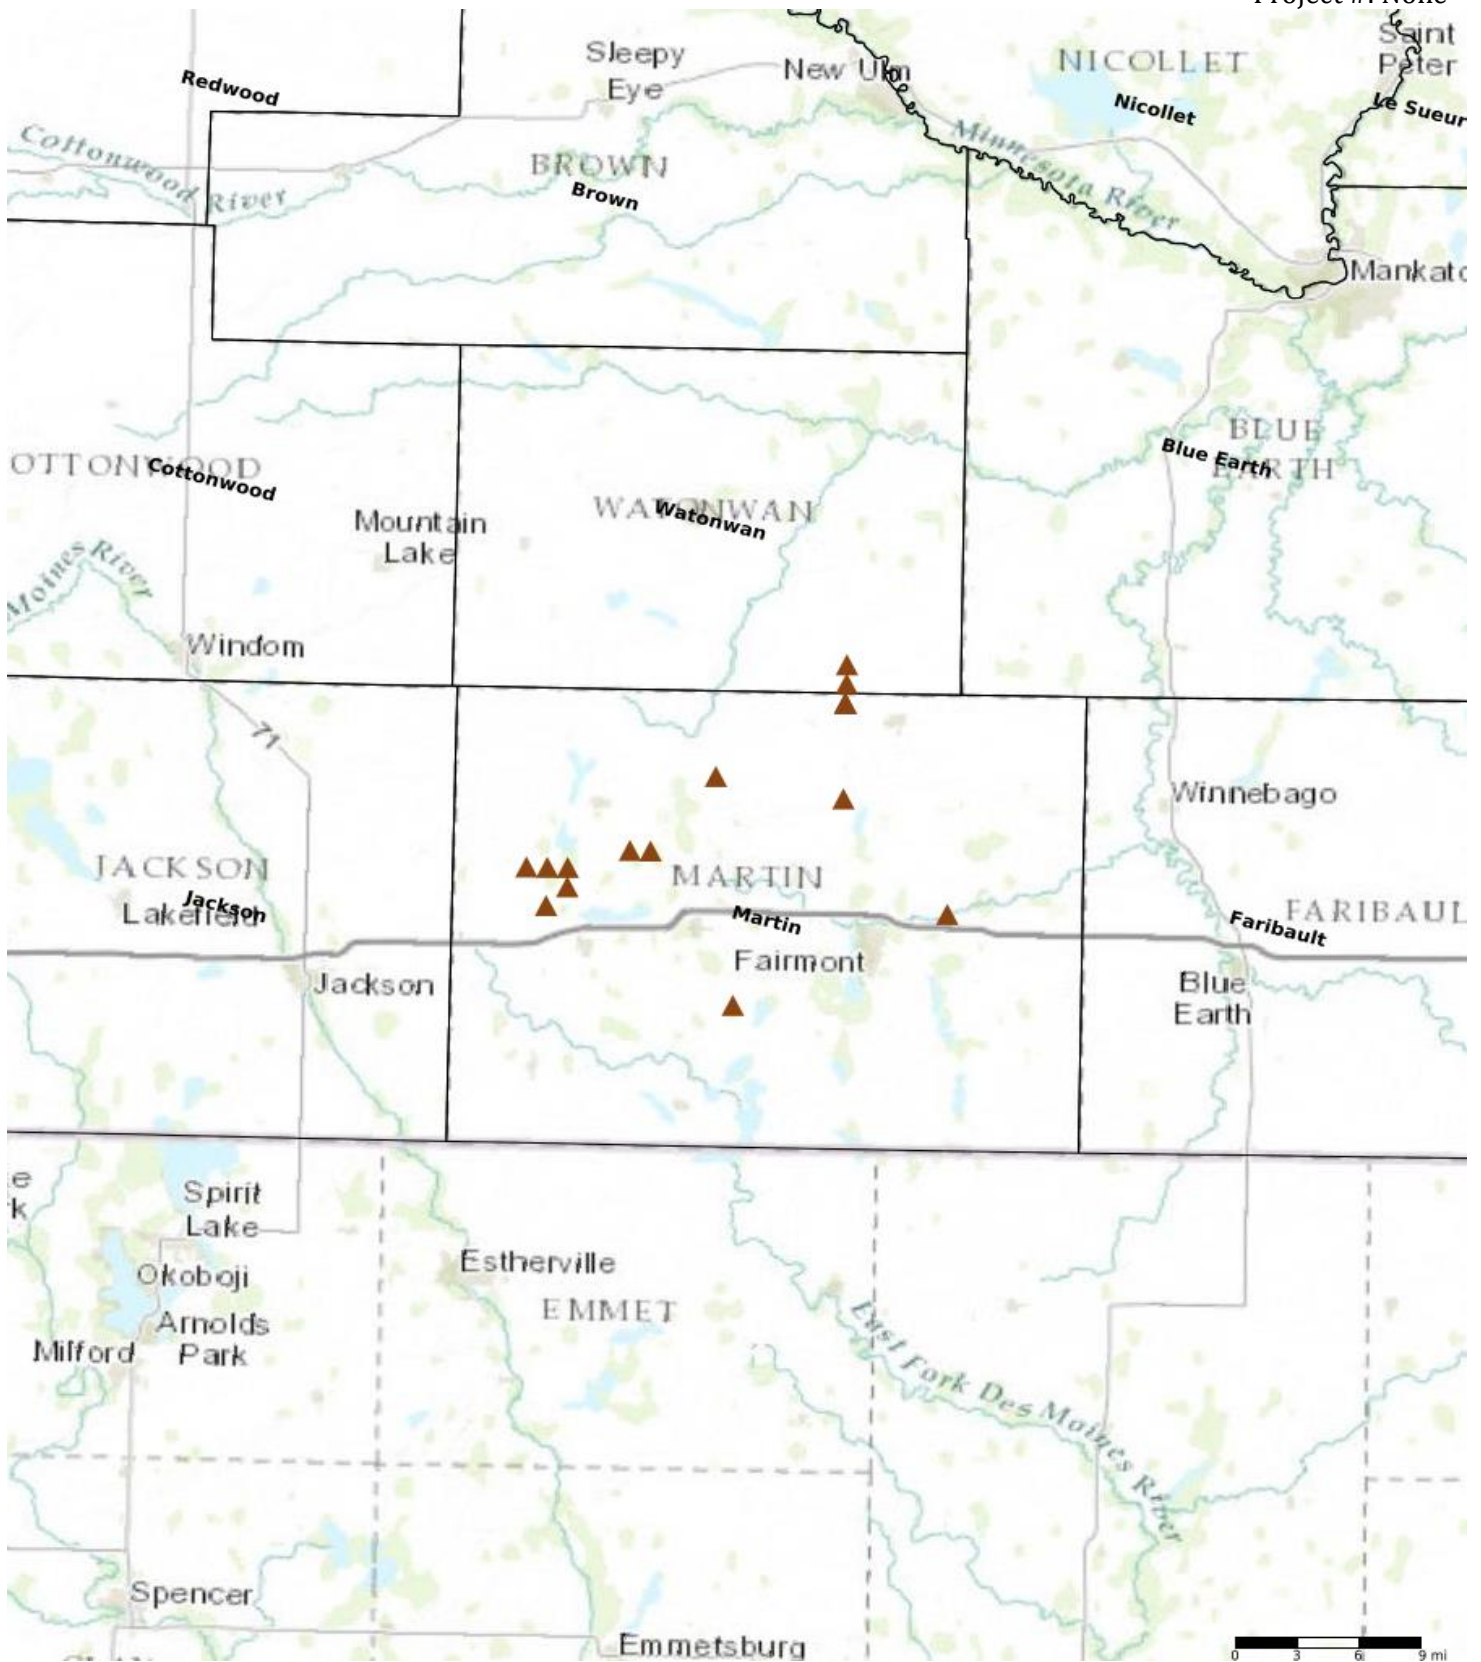 Project #: None
Saint
Peter
Sleepy
Eye
New Ulm
NICOLLET
Nicollet
Le Sueur
Redwood
Cottonwood River
BROWN
Brown
Minnesota River
Mankato
OTTONWOOD
Cottonwood
Mountain
Lake
WATONWAN
Watonwan
BLUE
EARTH
Blue Earth
Moines River
Windom
71
Winnebago
JACKSON
Jackson
Lakefield
MARTIN
Martin
FARIBAUL
Faribault
Fairmont
Jackson
Blue
Earth
e
rk
Spirit
Lake
Okoboji
Arnolds
Park
Milford
Estherville
EMMET
East Fork Des Moines River
Spencer
Emmetsburg
0 3 6 9 mi